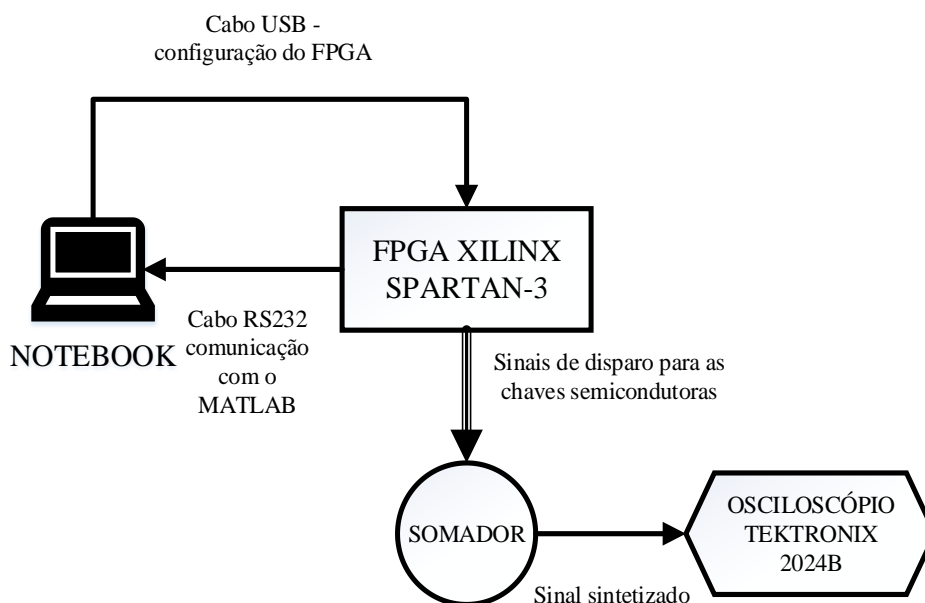 Cabo USB -
configuração do FPGA
FPGA XILINX
SPARTAN-3
NOTEBOOK
Cabo RS232
comunicação
com o
MATLAB
Sinais de disparo para as
chaves semicondutoras
SOMADOR
OSCILOSCÓPIO
TEKTRONIX
2024B
Sinal sintetizado